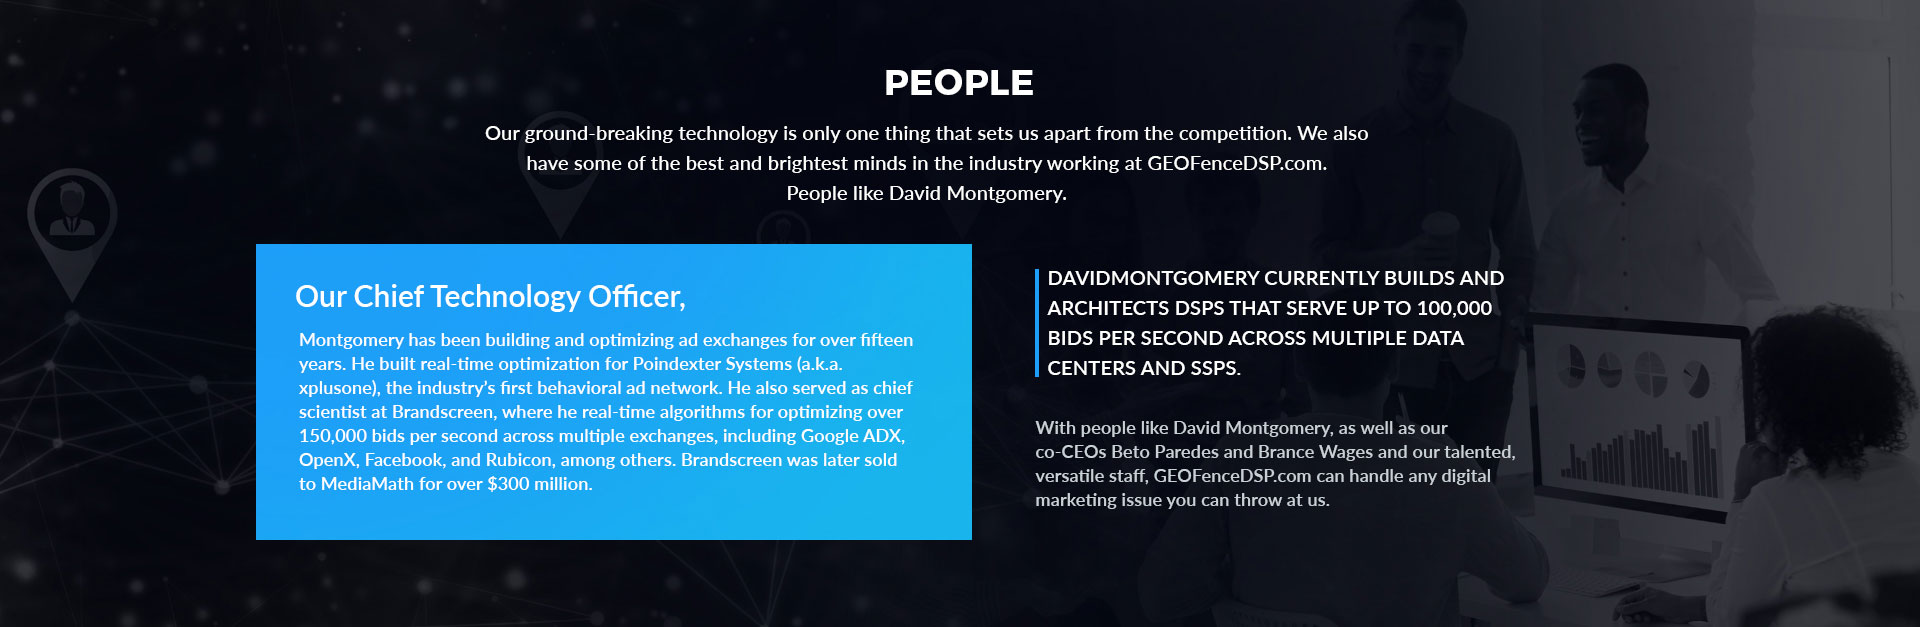 PEOPLE
Our ground-breaking technology is only one thing that sets us apart from the competition. We also
have some of the best and brightest minds in the industry working at GEOFenceDSP.com.
People like David Montgomery.
Our Chief Technology Officer,
Montgomery has been building and optimizing ad exchanges for over fifteen
years. He built real-time optimization for Poindexter Systems (a.k.a.
xplusone), the industry's first behavioral ad network. He also served as chief
scientist at Brandscreen, where he real-time algorithms for optimizing over
150,000 bids per second across multiple exchanges, including Google ADX,
OpenX, Facebook, and Rubicon, among others. Brandscreen was later sold
to MediaMath for over $300 million.
DAVIDMONTGOMERY CURRENTLY BUILDS AND
ARCHITECTS DSPS THAT SERVE UP TO 100,000
BIDS PER SECOND ACROSS MULTIPLE DATA
CENTERS AND SSPS.
With people like David Montgomery, as well as our
co-CEOs Beto Paredes and Brance Wages and our talented,
versatile staff, GEOFenceDSP.com can handle any digital
marketing issue you can throw at us.